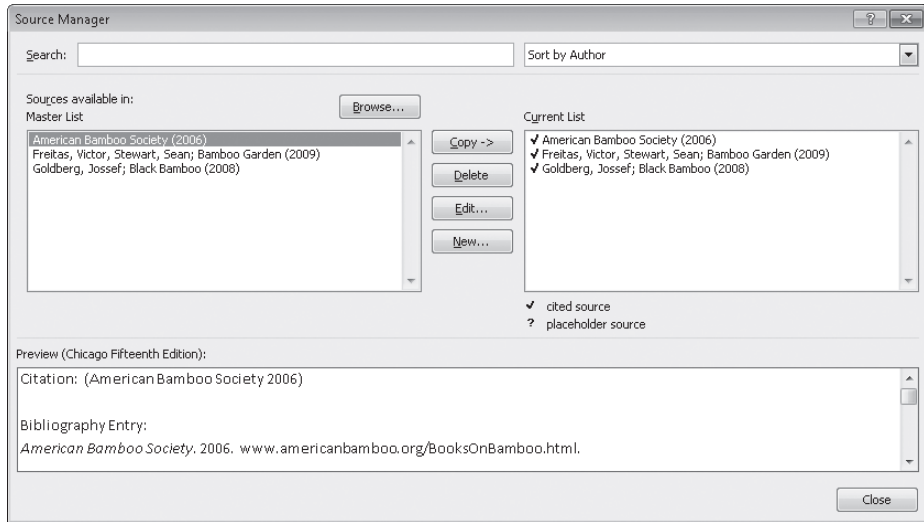 Source Manager
Search:
Sort by Author
Sources available in:
Master List
Browse...
American Bamboo Society (2006)
Freitas, Victor, Stewart, Sean; Bamboo Garden (2009)
Goldberg, Jossef; Black Bamboo (2008)
Copy ->
Delete
Edit...
New...
Current List
✓ American Bamboo Society (2006)
✓ Freitas, Victor, Stewart, Sean; Bamboo Garden (2009)
✓ Goldberg, Jossef; Black Bamboo (2008)
✓ cited source
? placeholder source
Preview (Chicago Fifteenth Edition):
Citation: (American Bamboo Society 2006)
Bibliography Entry:
American Bamboo Society. 2006. www.americanbamboo.org/BooksOnBamboo.html.
Close